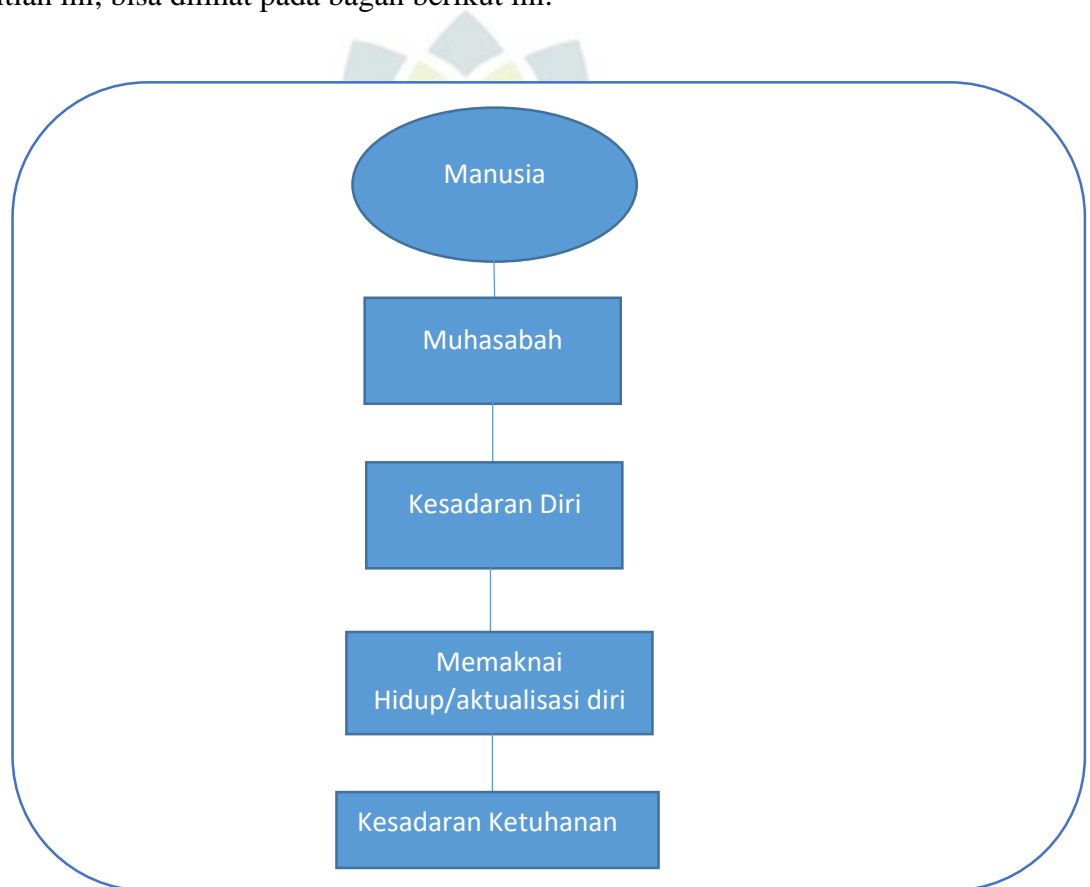 ini, bisa dilihat pada bagan berikut ini:
Manusia
Muhasabah
Kesadaran Diri
Memaknai
Hidup/aktualisasi diri
Kesadaran Ketuhanan